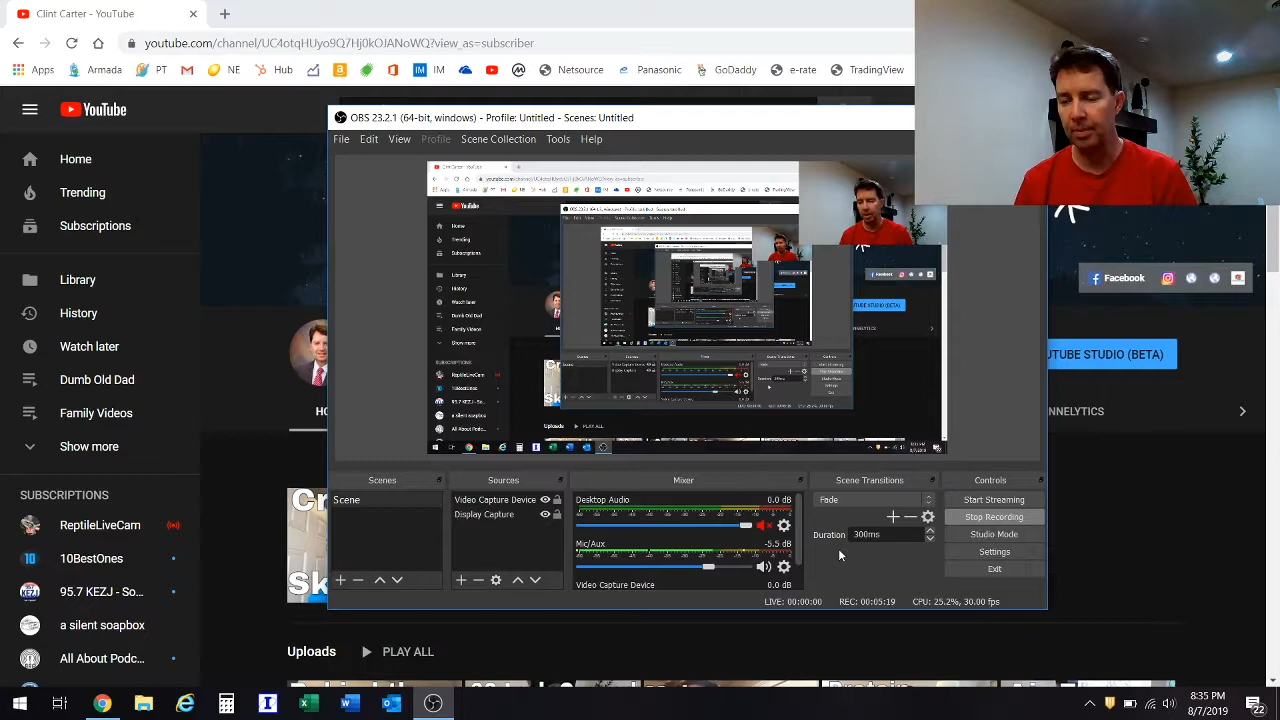 Clint Carter - YouTube
youtube.com/channel/UC4otqHUyo9Q7Hj0kOJANoWQ?view_as=subscriber
Apps Armada PT NE Hub IM IM Netsource Panasonic GoDaddy e-rate TradingView
YouTube
OBS 23.2.1 (64-bit, windows) - Profile: Untitled - Scenes: Untitled
File Edit View Profile Scene Collection Tools Help
Home
Trending
Library
History
Watch later
Dumb Old Dad
Family Videos
Show more
SUBSCRIPTIONS
ReptileLiveCam
10BestOnes
95.7 KEZJ - So...
a silent soapbox
All About Podc...
Facebook
UTUBE STUDIO (BETA)
Scenes Sources Mixer Scene Transitions Controls
Scene
Video Capture Device
Display Capture
Desktop Audio 0.0 dB
Mic/Aux -5.5 dB
Video Capture Device 0.0 dB
Fade
Duration 300ms
Start Streaming
Stop Recording
Studio Mode
Settings
Exit
LIVE: 00:00:00 REC: 00:05:19 CPU: 25.2%, 30.00 fps
Uploads PLAY ALL
8:35 PM
8/7/2019
22